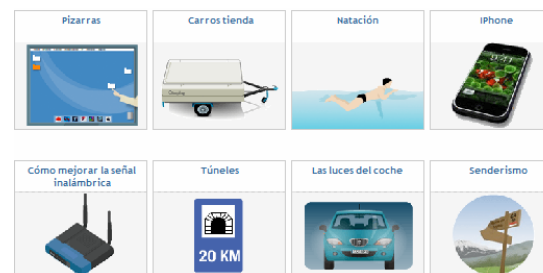 Pizarras
Carros tienda
Natación
iPhone
Cómo mejorar la señal
inalámbrica
Túneles
Las luces del coche
Senderismo
20 KM